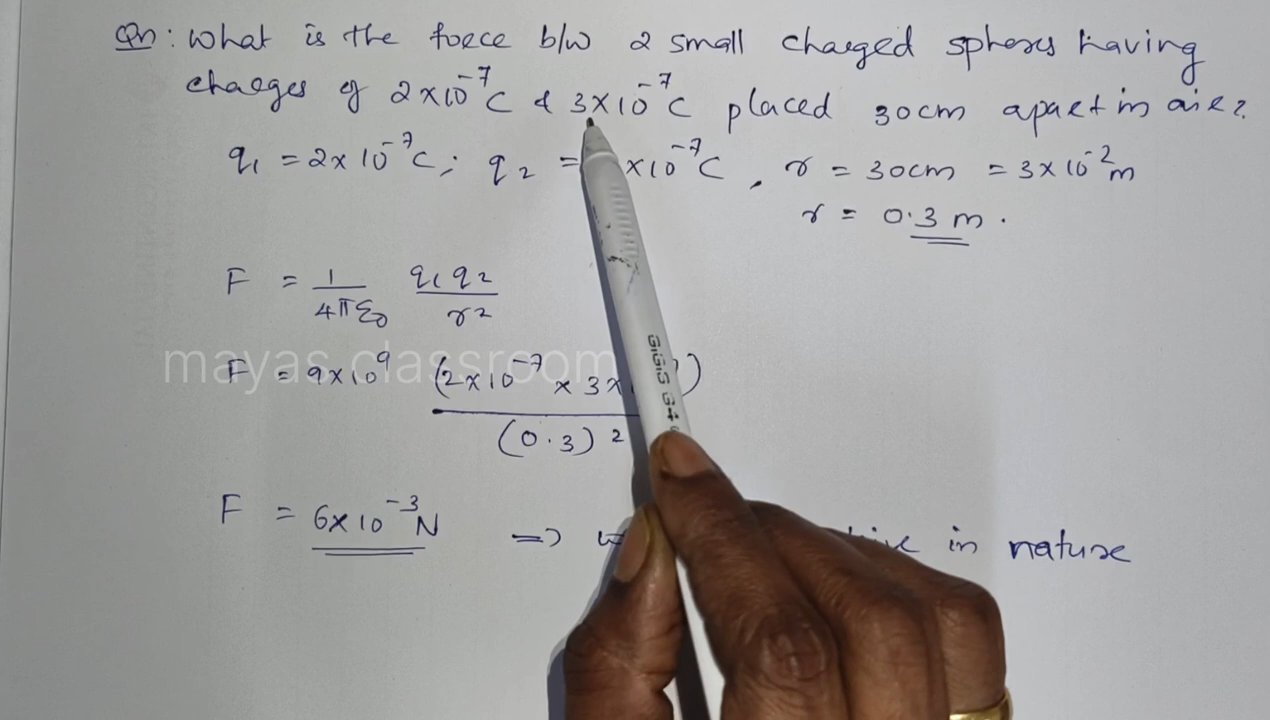 Qn: What is the force b/w 2 small charged spheres having
charges of 2×10⁻⁷C & 3×10⁻⁷C placed 30cm apart in air?
q₁ = 2×10⁻⁷C; q₂ = ×10⁻⁷C, r = 30cm = 3×10⁻²m
r = 0.3 m.
F = 1/4πε₀ q₁q₂/r²
mayas.classroom
F = 9×10⁹ (2×10⁻⁷ × 3× )
(0.3)²
GIGIS
F = 6×10⁻³N ⇒ in nature